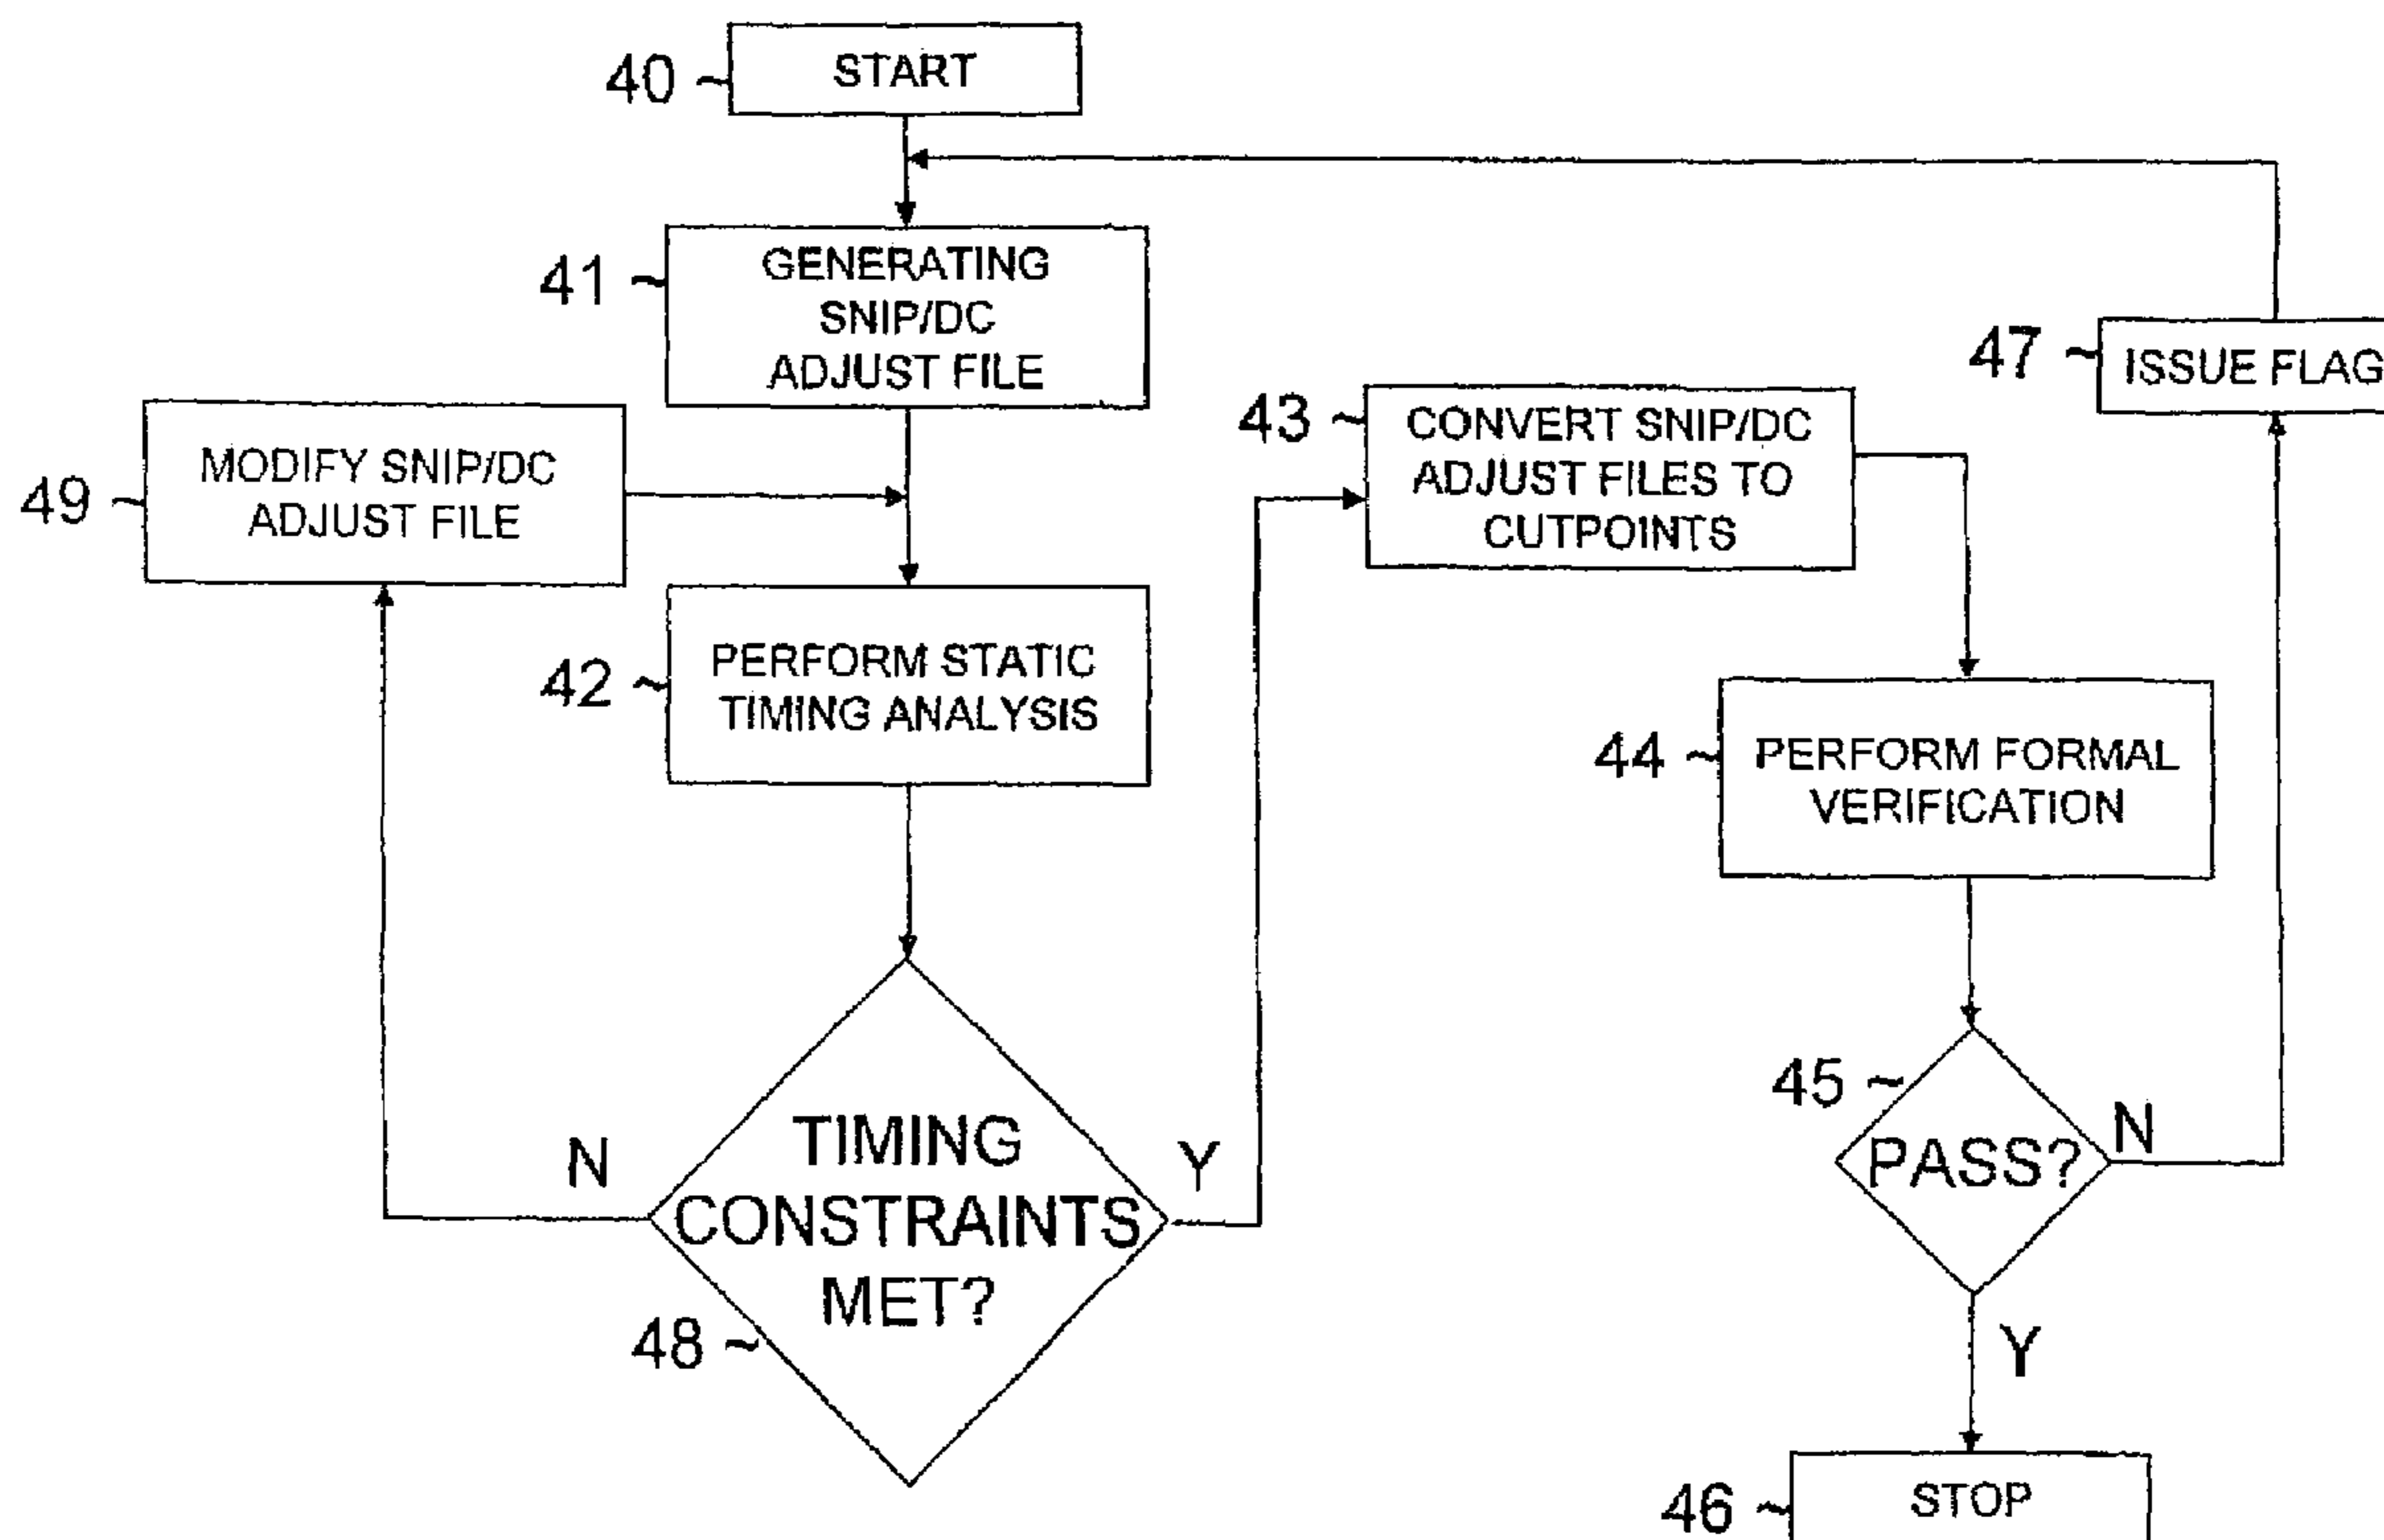 40 ~ START
41 ~ GENERATING
SNIP/DC
ADJUST FILE
47 ~ ISSUE FLAG
43 ~ CONVERT SNIP/DC
ADJUST FILES TO
CUTPOINTS
49 ~ MODIFY SNIP/DC
ADJUST FILE
42 ~ PERFORM STATIC
TIMING ANALYSIS
44 ~ PERFORM FORMAL
VERIFICATION
45 ~ PASS?
N
Y
N
TIMING
CONSTRAINTS
MET?
Y
48 ~
46 ~ STOP